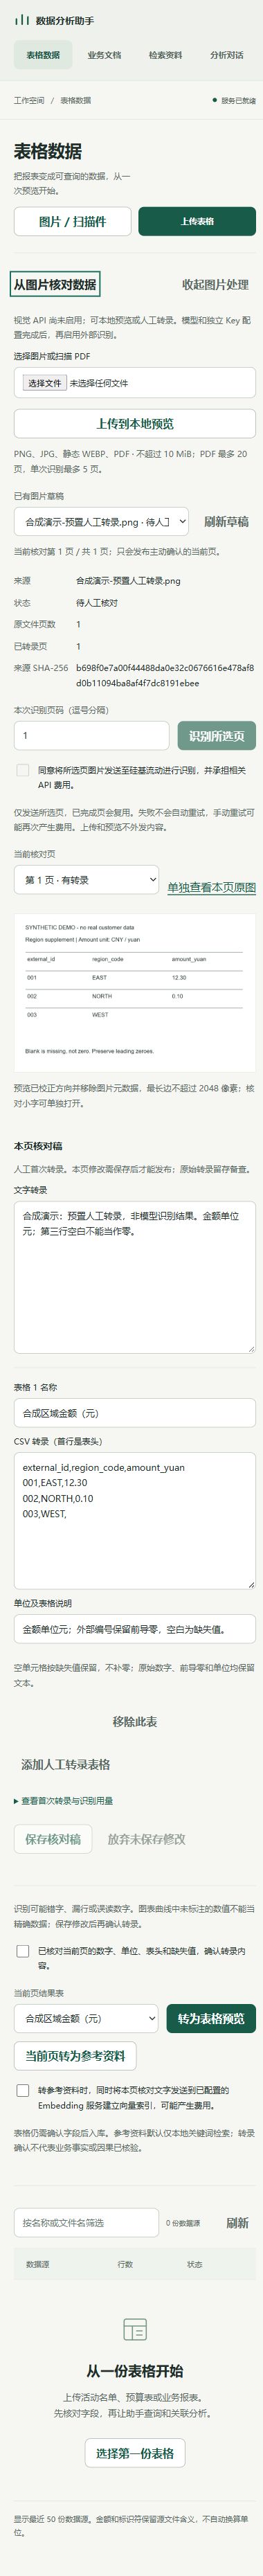 数据分析助手
表格数据 业务文档 检索资料 分析对话
工作空间 / 表格数据 服务已就绪
表格数据
把报表变成可查询的数据，从一
次预览开始。
图片 / 扫描件 上传表格
从图片核对数据 收起图片处理
视觉 API 尚未启用；可本地预览或人工转录。模型和独立 Key 配
置完成后，再启用外部识别。
选择图片或扫描 PDF
选择文件 未选择任何文件
上传到本地预览
PNG、JPG、静态 WEBP、PDF · 不超过 10 MiB；PDF 最多 20
页，单次识别最多 5 页。
已有图片草稿
合成演示-预置人工转录.png · 待人工 刷新草稿
当前核对第 1 页 / 共 1 页；只会发布主动确认的当前页。
来源 合成演示-预置人工转录.png
状态 待人工核对
原文件页数 1
已转录页 1
来源 SHA-256 b698f0e7a00f44488da0e32c0676616e478af8
d0b11094ba8af4f7dc8191ebee
本次识别页码（逗号分隔）
1 识别所选页
同意将所选页图片发送至硅基流动进行识别，并承担相关
API 费用。
仅发送所选页，已完成页会复用。失败不会自动重试，手动重试可
能再次产生费用。上传和预览不外发内容。
当前核对页
第 1 页 · 有转录 单独查看本页原图
SYNTHETIC DEMO - no real customer data
Region supplement | Amount unit: CNY / yuan
external_id region_code amount_yuan
001 EAST 12.30
002 NORTH 0.10
003 WEST
Blank is missing, not zero. Preserve leading zeroes.
预览已校正方向并移除图片元数据，最长边不超过 2048 像素；核
对小字可单独打开。
本页核对稿
人工首次转录。本页修改需保存后才能发布；原始转录留存备查。
文字转录
合成演示：预置人工转录，非模型识别结果。金额单位
元；第三行空白不能当作零。
表格 1 名称
合成区域金额（元）
CSV 转录（首行是表头）
external_id,region_code,amount_yuan
001,EAST,12.30
002,NORTH,0.10
003,WEST,
单位及表格说明
金额单位元；外部编号保留前导零，空白为缺失值。
空单元格按缺失值保留，不补零；原始数字、前导零和单位均保留
文本。
移除此表
添加人工转录表格
查看首次转录与识别用量
保存核对稿 放弃未保存修改
识别可能错字、漏行或误读数字。图表曲线中未标注的数值不能当
精确数据；保存修改后再确认转录。
已核对当前页的数字、单位、表头和缺失值，确认转录内
容。
当前页结果表
合成区域金额（元） 转为表格预览
当前页转为参考资料
转参考资料时，同时将本页核对文字发送到已配置的
Embedding 服务建立向量索引，可能产生费用。
表格仍需确认字段后入库。参考资料默认仅本地关键词检索；转录
确认不代表业务事实或因果已核验。
按名称或文件名筛选 0 份数据源 刷新
数据源 行数 状态
从一份表格开始
上传活动名单、预算表或业务报表。
先核对字段，再让助手查询和关联分析。
选择第一份表格
显示最近 50 份数据源。金额和标识符保留源文件含义，不自动换算单
位。